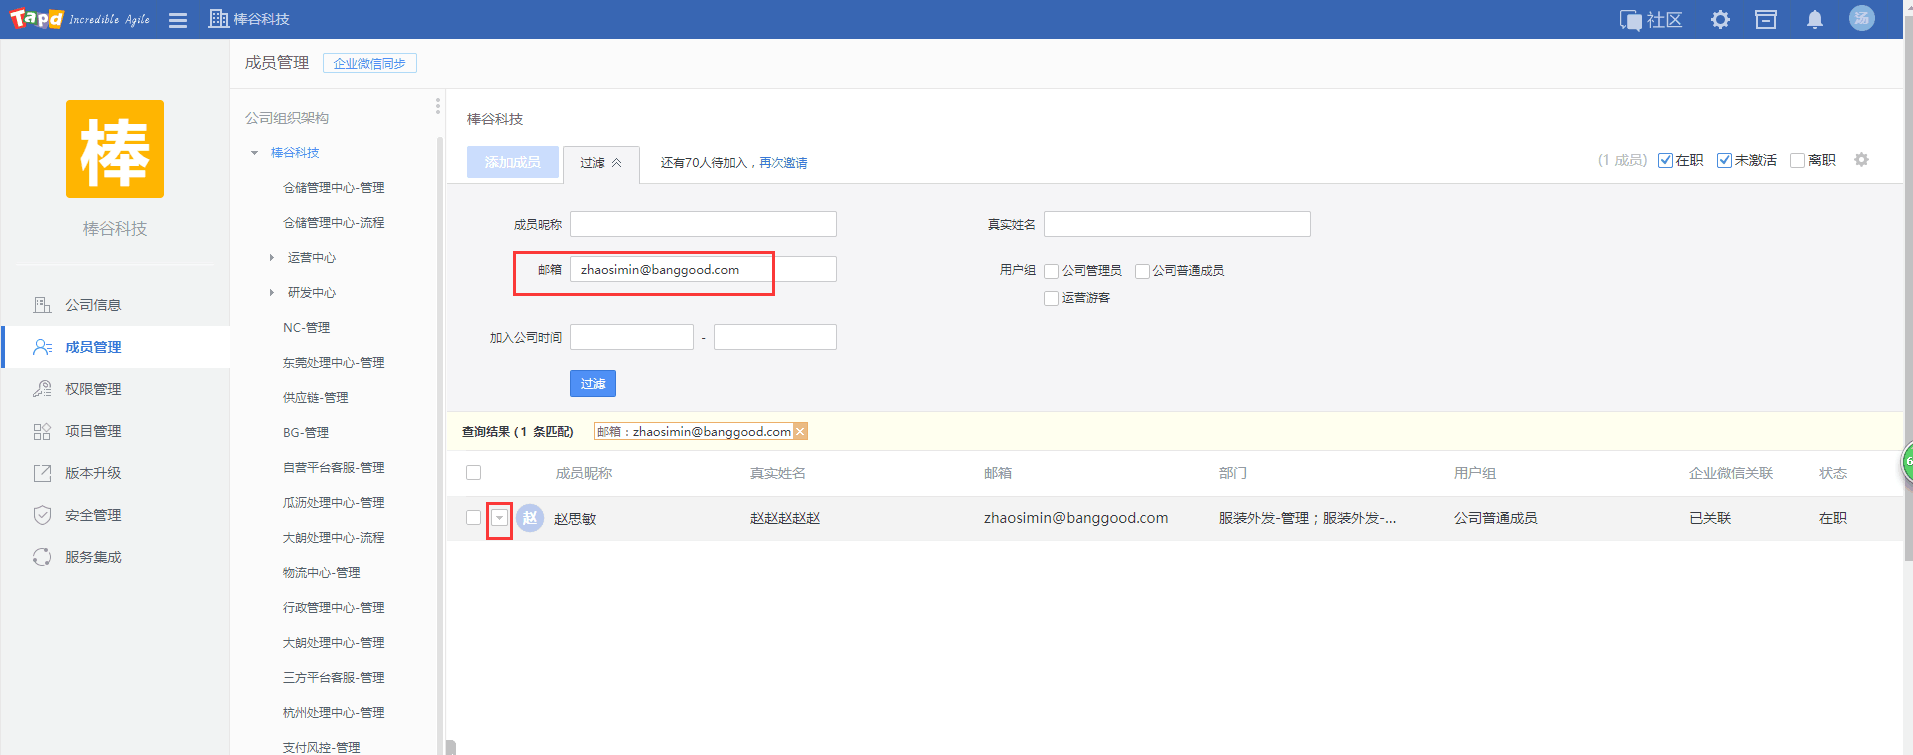 Tapd Incredible Agile
棒谷科技
社区
汤
成员管理 企业微信同步
棒
棒谷科技
公司信息
成员管理
权限管理
项目管理
版本升级
安全管理
服务集成
公司组织架构
棒谷科技
仓储管理中心-管理
仓储管理中心-流程
运营中心
研发中心
NC-管理
东莞处理中心-管理
供应链-管理
BG-管理
自营平台客服-管理
瓜沥处理中心-管理
大朗处理中心-流程
物流中心-管理
行政管理中心-管理
大朗处理中心-管理
三方平台客服-管理
杭州处理中心-管理
支付风控-管理
棒谷科技
添加成员 过滤 还有70人待加入，再次邀请
(1 成员) 在职 未激活 离职
成员昵称 真实姓名
邮箱 zhaosimin@banggood.com 用户组 公司管理员 公司普通成员
运营游客
加入公司时间 -
过滤
查询结果 (1 条匹配) 邮箱：zhaosimin@banggood.com
成员昵称 真实姓名 邮箱 部门 用户组 企业微信关联 状态
赵 赵思敏 赵赵赵赵赵 zhaosimin@banggood.com 服装外发-管理；服装外发-... 公司普通成员 已关联 在职
6